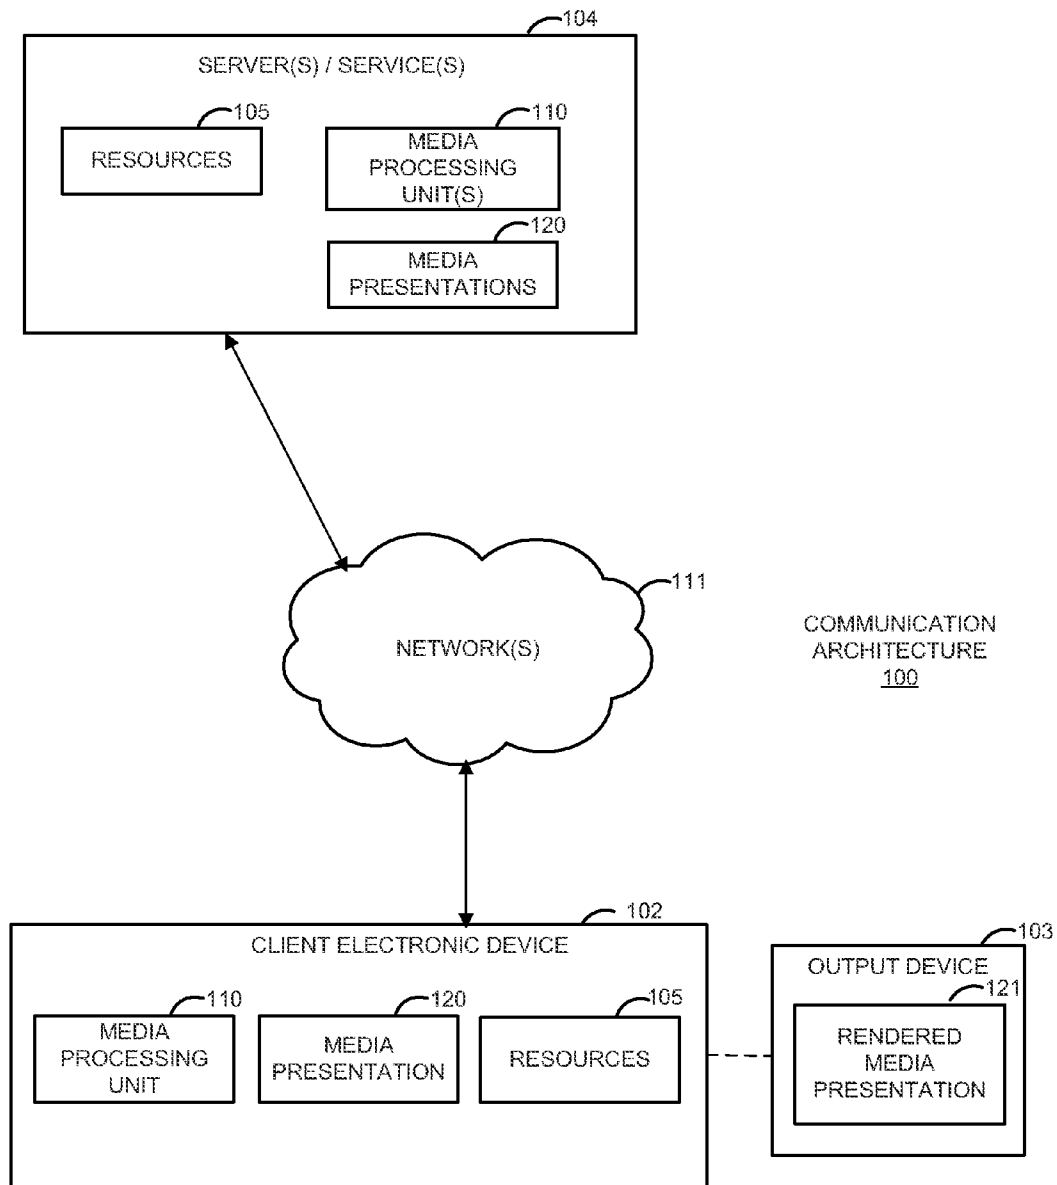 104
SERVER(S) / SERVICE(S)
105
RESOURCES
110
MEDIA
PROCESSING
UNIT(S)
120
MEDIA
PRESENTATIONS
111
NETWORK(S)
COMMUNICATION
ARCHITECTURE
100
102
CLIENT ELECTRONIC DEVICE
110
MEDIA
PROCESSING
UNIT
120
MEDIA
PRESENTATION
105
RESOURCES
103
OUTPUT DEVICE
121
RENDERED
MEDIA
PRESENTATION